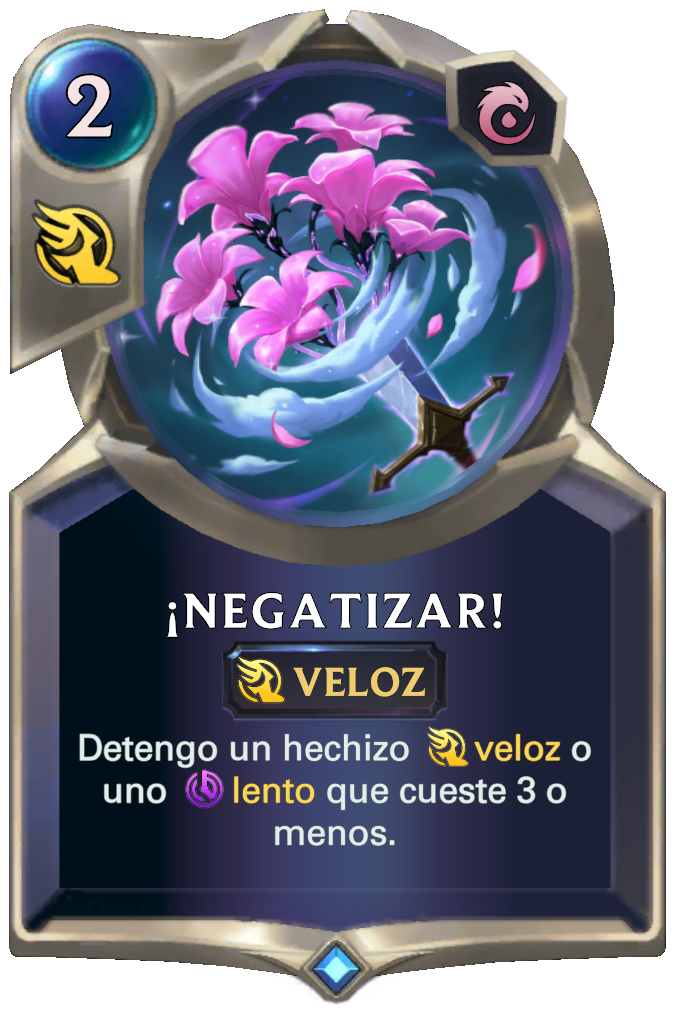 2
¡NEGATIZAR!
VELOZ
Detengo un hechizo veloz o
uno lento que cueste 3 o
menos.